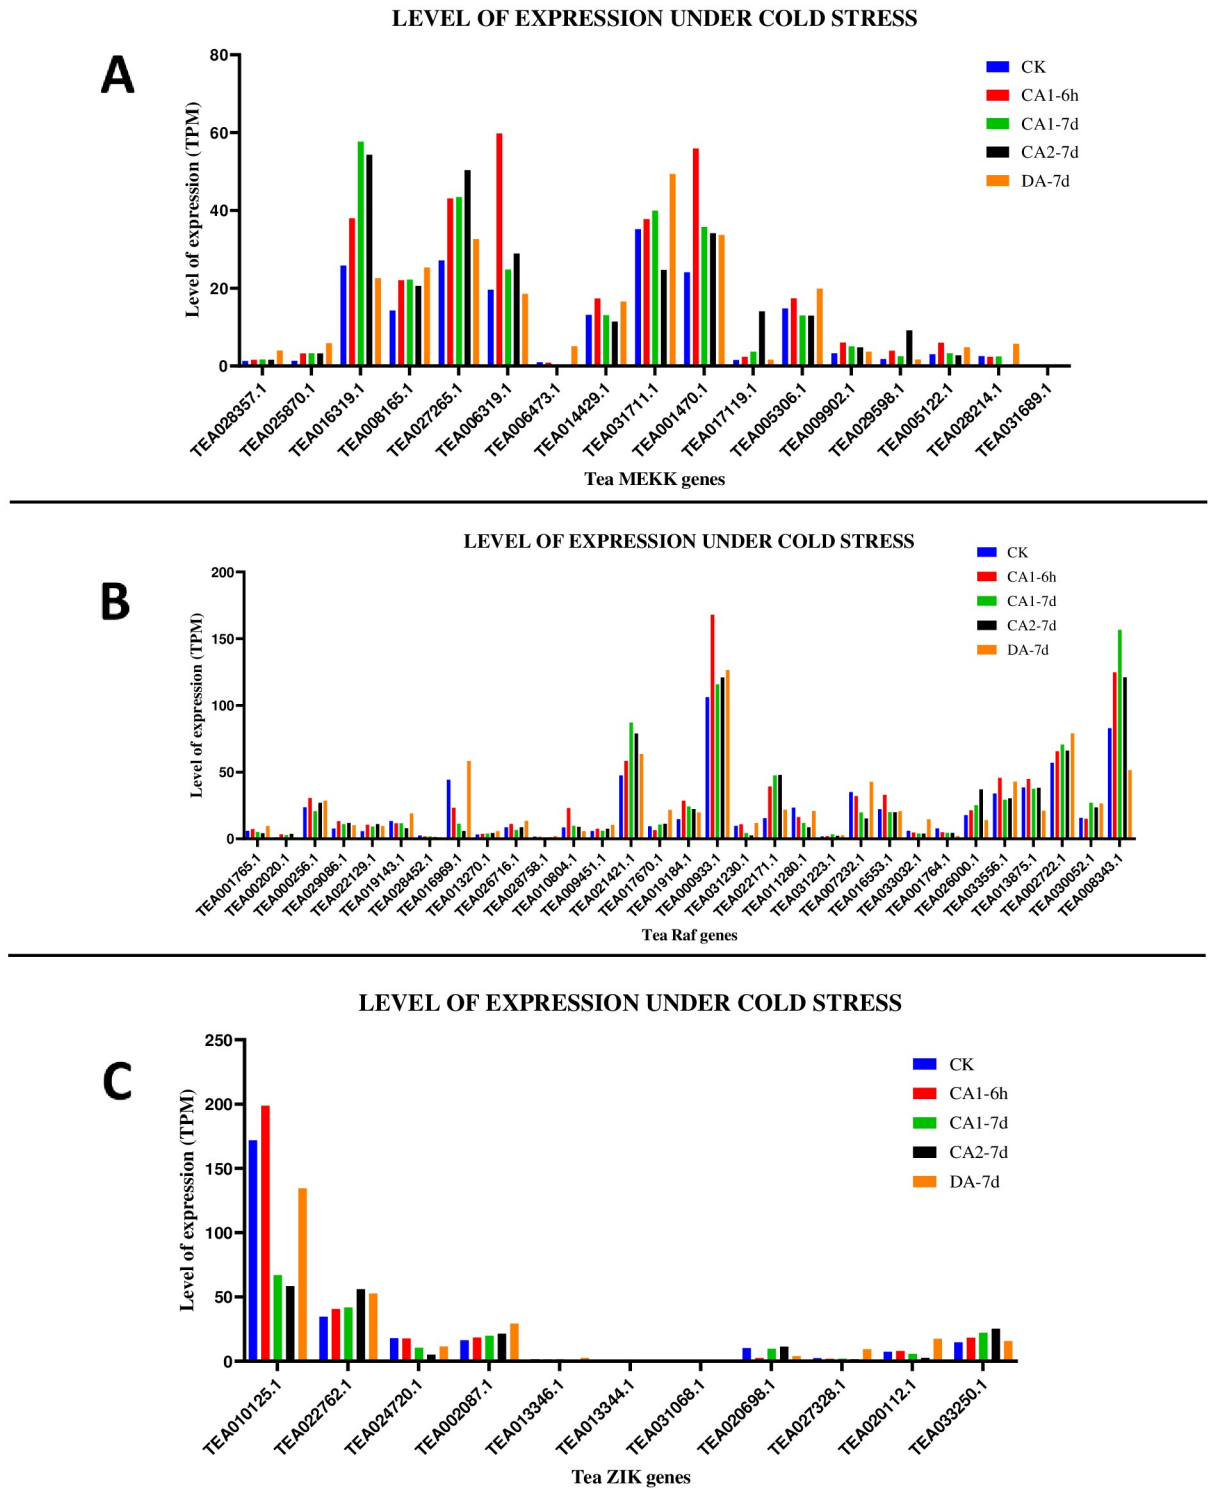 LEVEL OF EXPRESSION UNDER COLD STRESS
A
Level of expression (TPM)
80
60
40
20
0
CK
CA1-6h
CA1-7d
CA2-7d
DA-7d
TEA028357.1
TEA025870.1
TEA016319.1
TEA008165.1
TEA027265.1
TEA006319.1
TEA006473.1
TEA014429.1
TEA031711.1
TEA001470.1
TEA017119.1
TEA005306.1
TEA009902.1
TEA029598.1
TEA005122.1
TEA028214.1
TEA031689.1
Tea MEKK genes
LEVEL OF EXPRESSION UNDER COLD STRESS
B
Level of expression (TPM)
200
150
100
50
0
CK
CA1-6h
CA1-7d
CA2-7d
DA-7d
TEA001765.1
TEA002020.1
TEA000256.1
TEA029086.1
TEA022129.1
TEA019143.1
TEA028452.1
TEA016969.1
TEA013270.1
TEA026716.1
TEA028758.1
TEA010804.1
TEA009451.1
TEA021421.1
TEA017670.1
TEA019184.1
TEA000933.1
TEA031230.1
TEA022171.1
TEA011280.1
TEA031223.1
TEA007232.1
TEA016553.1
TEA033032.1
TEA001764.1
TEA026000.1
TEA033556.1
TEA013875.1
TEA002722.1
TEA030052.1
TEA008343.1
Tea Raf genes
LEVEL OF EXPRESSION UNDER COLD STRESS
C
Level of expression (TPM)
250
200
150
100
50
0
CK
CA1-6h
CA1-7d
CA2-7d
DA-7d
TEA010125.1
TEA022762.1
TEA024720.1
TEA002087.1
TEA013346.1
TEA013344.1
TEA031068.1
TEA020698.1
TEA027328.1
TEA020112.1
TEA033250.1
Tea ZIK genes